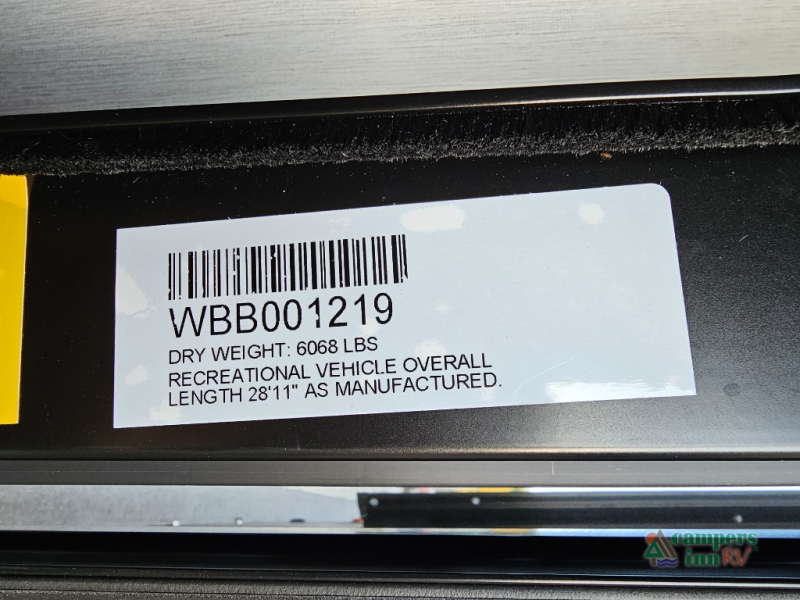 WBB001219
DRY WEIGHT: 6068 LBS
RECREATIONAL VEHICLE OVERALL
LENGTH 28'11" AS MANUFACTURED.
campers
inn RV